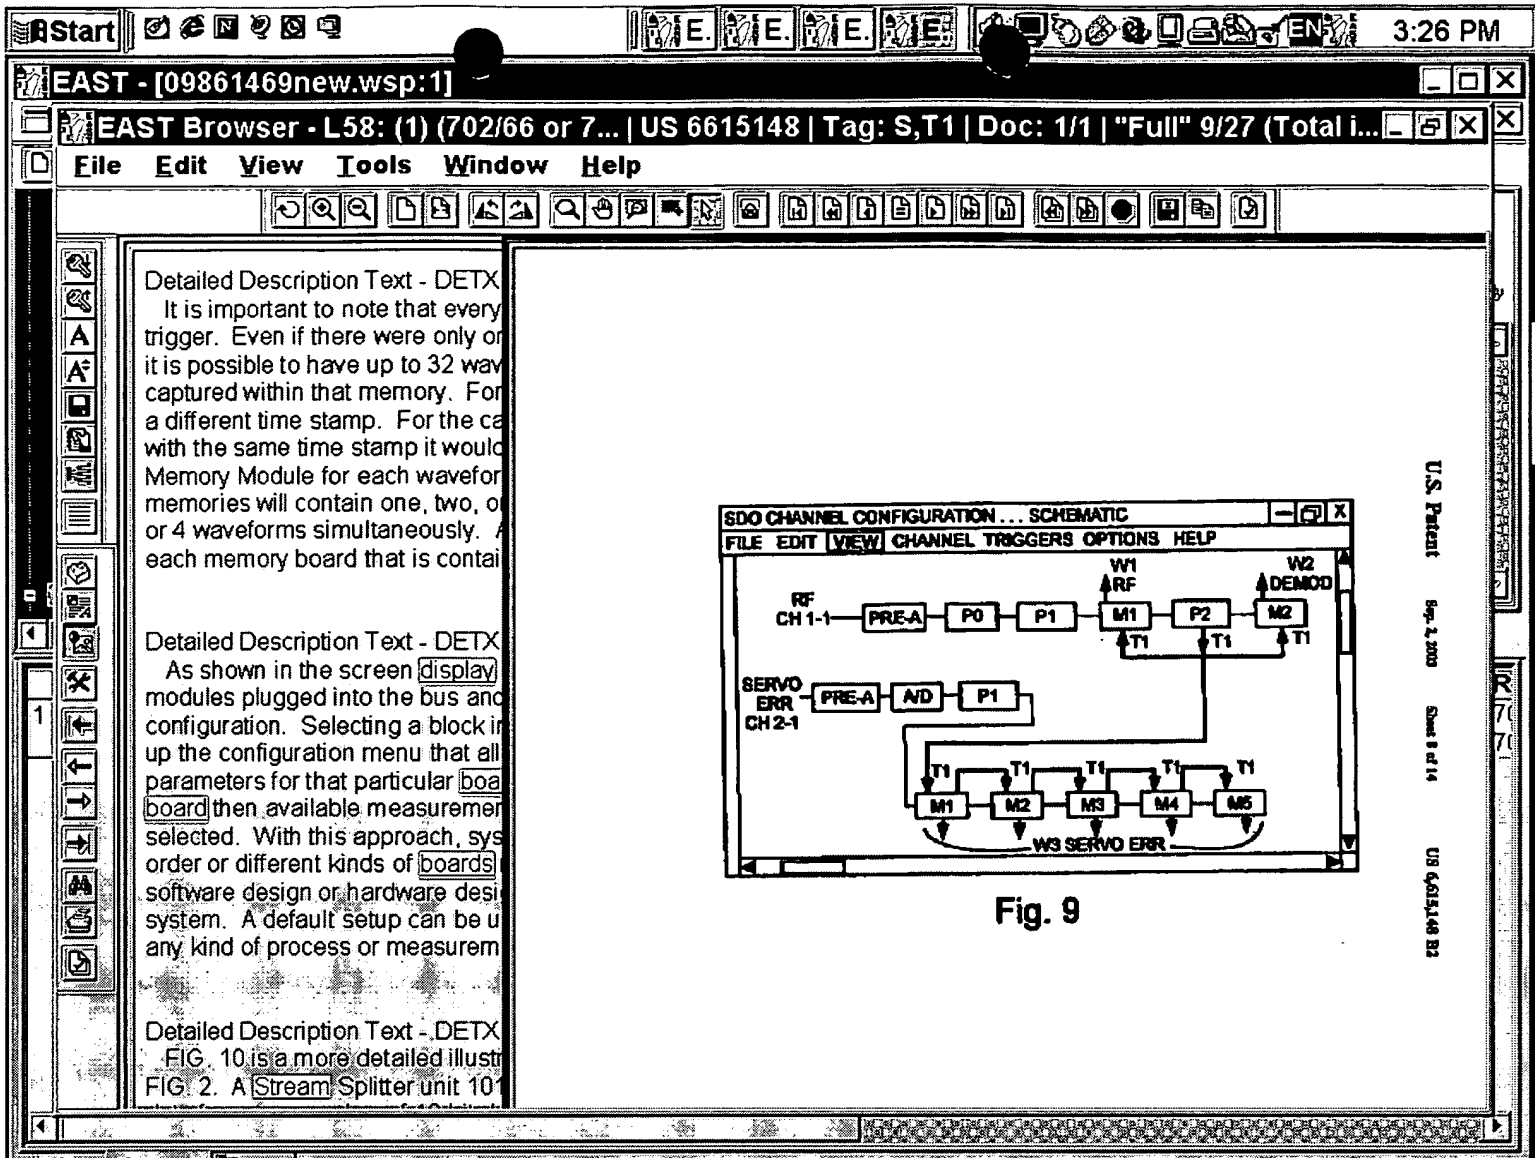 Start
E.
E.
E.
E.
EN
3:26 PM
EAST - [09861469new.wsp:1]
EAST Browser - L58: (1) (702/66 or 7... | US 6615148 | Tag: S,T1 | Doc: 1/1 | "Full" 9/27 (Total i...
File Edit View Tools Window Help
Detailed Description Text - DETX
It is important to note that every
trigger. Even if there were only or
it is possible to have up to 32 wav
captured within that memory. For
a different time stamp. For the ca
with the same time stamp it would
Memory Module for each wavefor
memories will contain one, two, o
or 4 waveforms simultaneously. A
each memory board that is contai
Detailed Description Text - DETX
As shown in the screen display
modules plugged into the bus and
configuration. Selecting a block in
up the configuration menu that all
parameters for that particular boa
board then available measuremer
selected. With this approach, sys
order or different kinds of boards
software design or hardware desi
system. A default setup can be u
any kind of process or measurem
Detailed Description Text - DETX
FIG. 10 is a more detailed illustr
FIG. 2. A Stream Splitter unit 101
1
SDO CHANNEL CONFIGURATION ... SCHEMATIC
FILE EDIT VIEW CHANNEL TRIGGERS OPTIONS HELP
W1
RF
W2
DEMOD
RF
CH 1-1
PRE-A
P0
P1
M1
P2
M2
T1
T1
T1
SERVO
ERR
CH 2-1
PRE-A
A/D
P1
T1
T1
T1
T1
T1
M1
M2
M3
M4
M5
W3 SERVO ERR
Fig. 9
U.S. Patent
Sep. 2, 2003
Sheet 8 of 14
US 6,615,148 B2